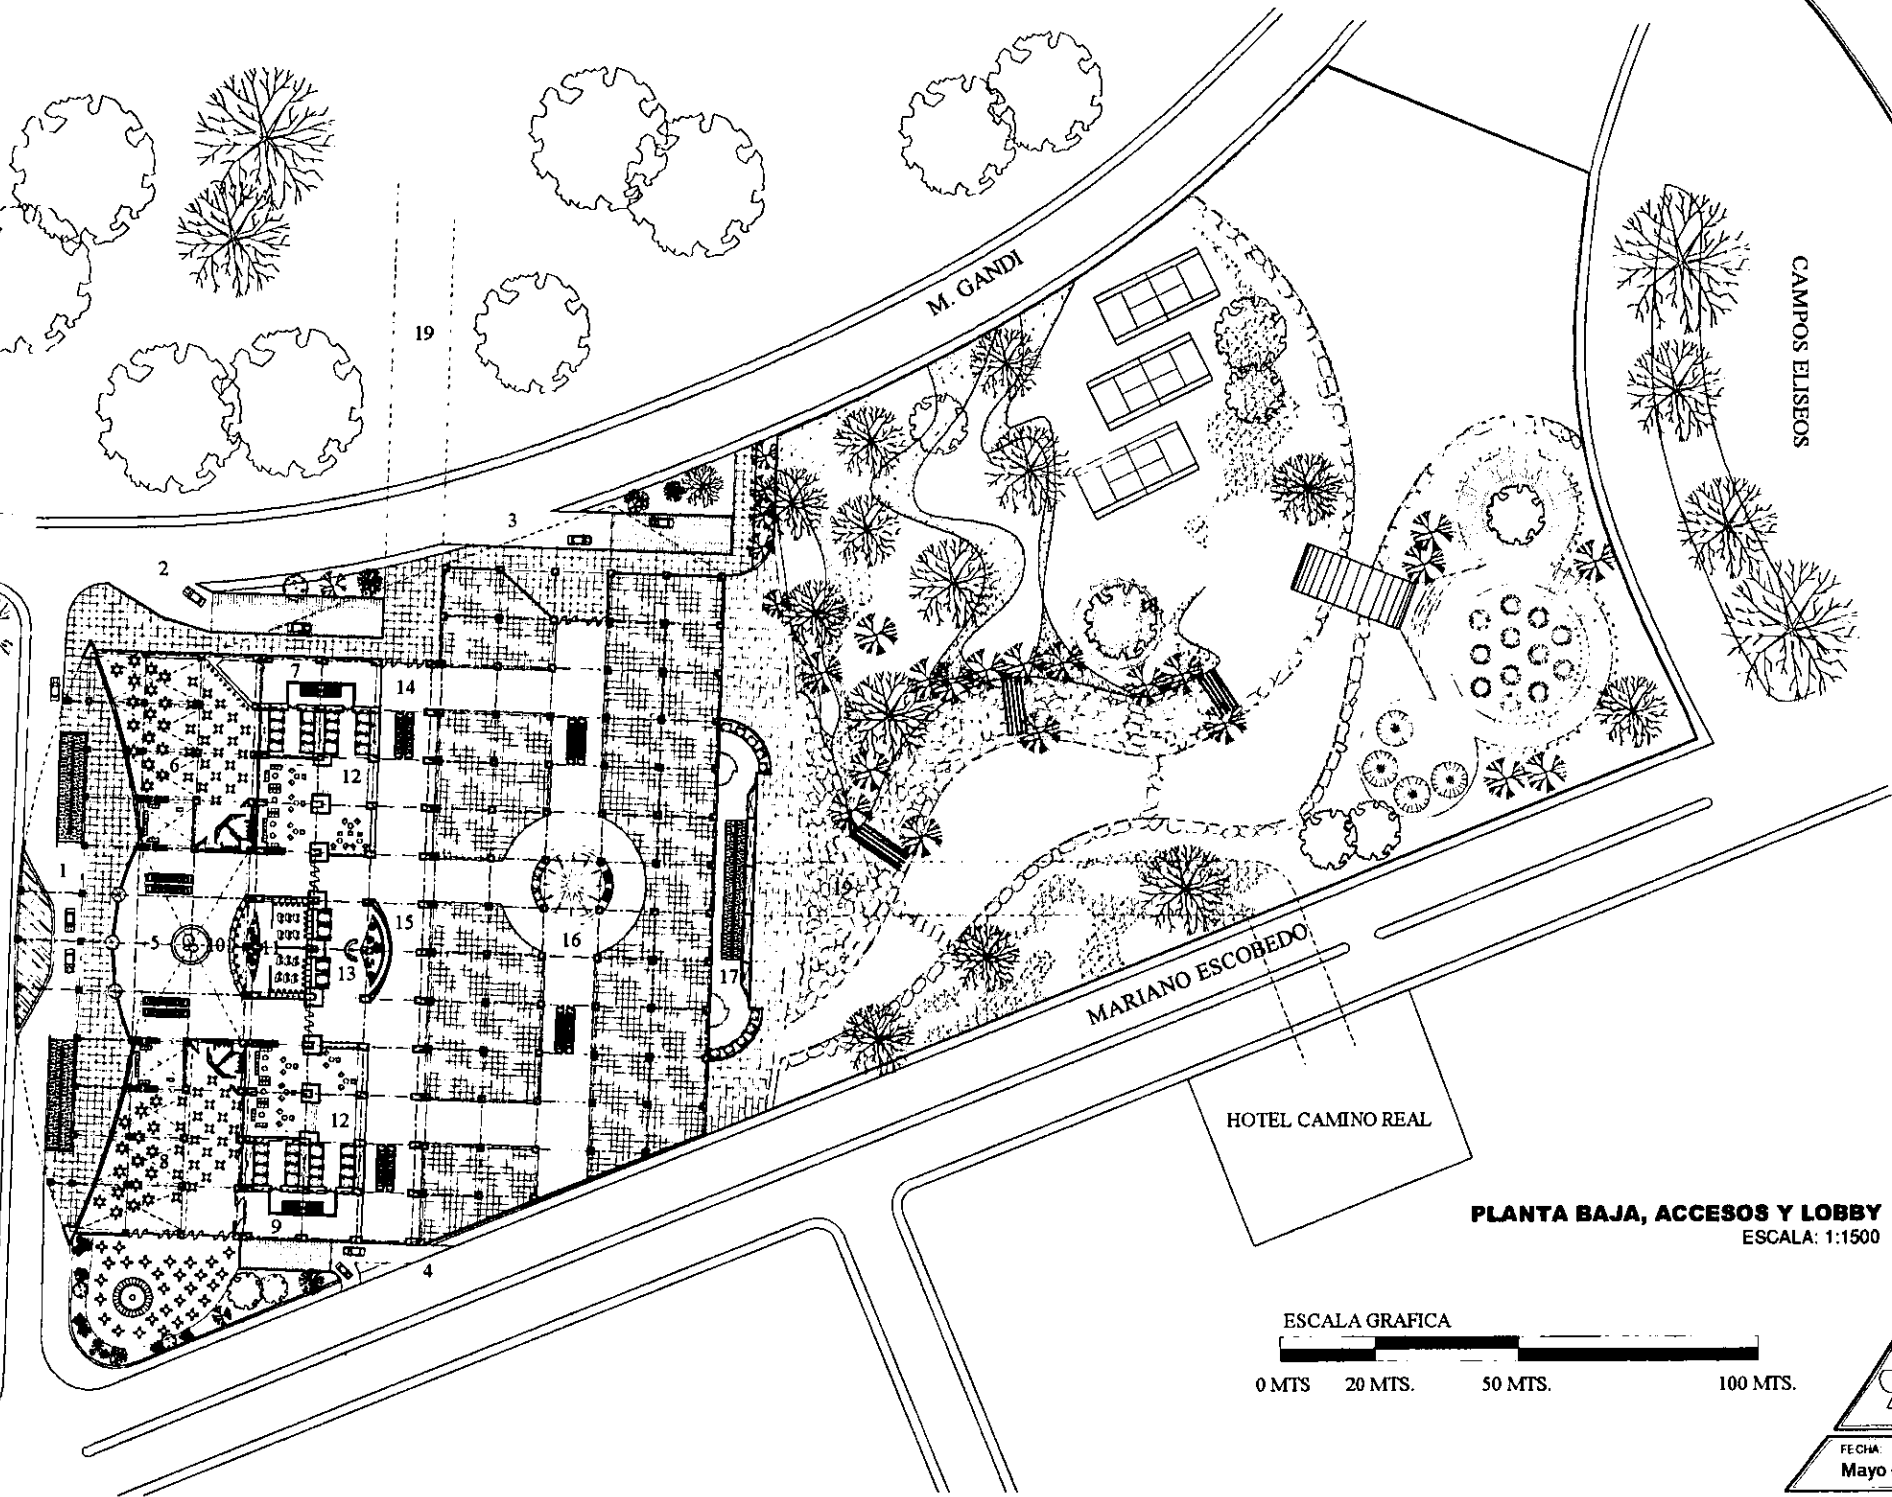 19
M. GANDI
CAMPOS ELISEOS
3
2
7
14
6
12
1
15
5
10
11
13
16
17
19
MARIANO ESCOBEDO
12
8
9
4
HOTEL CAMINO REAL
PLANTA BAJA, ACCESOS Y LOBBY
ESCALA: 1:1500
ESCALA GRAFICA
0 MTS 20 MTS. 50 MTS. 100 MTS.
FECHA:
Mayo